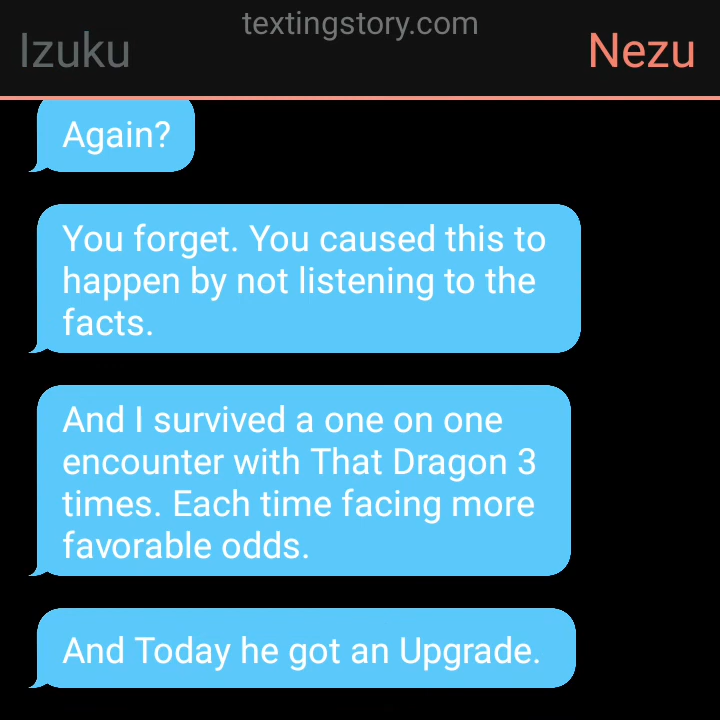 textingstory.com
Izuku
Nezu
Again?
You forget. You caused this to
happen by not listening to the
facts.
And I survived a one on one
encounter with That Dragon 3
times. Each time facing more
favorable odds.
And Today he got an Upgrade.